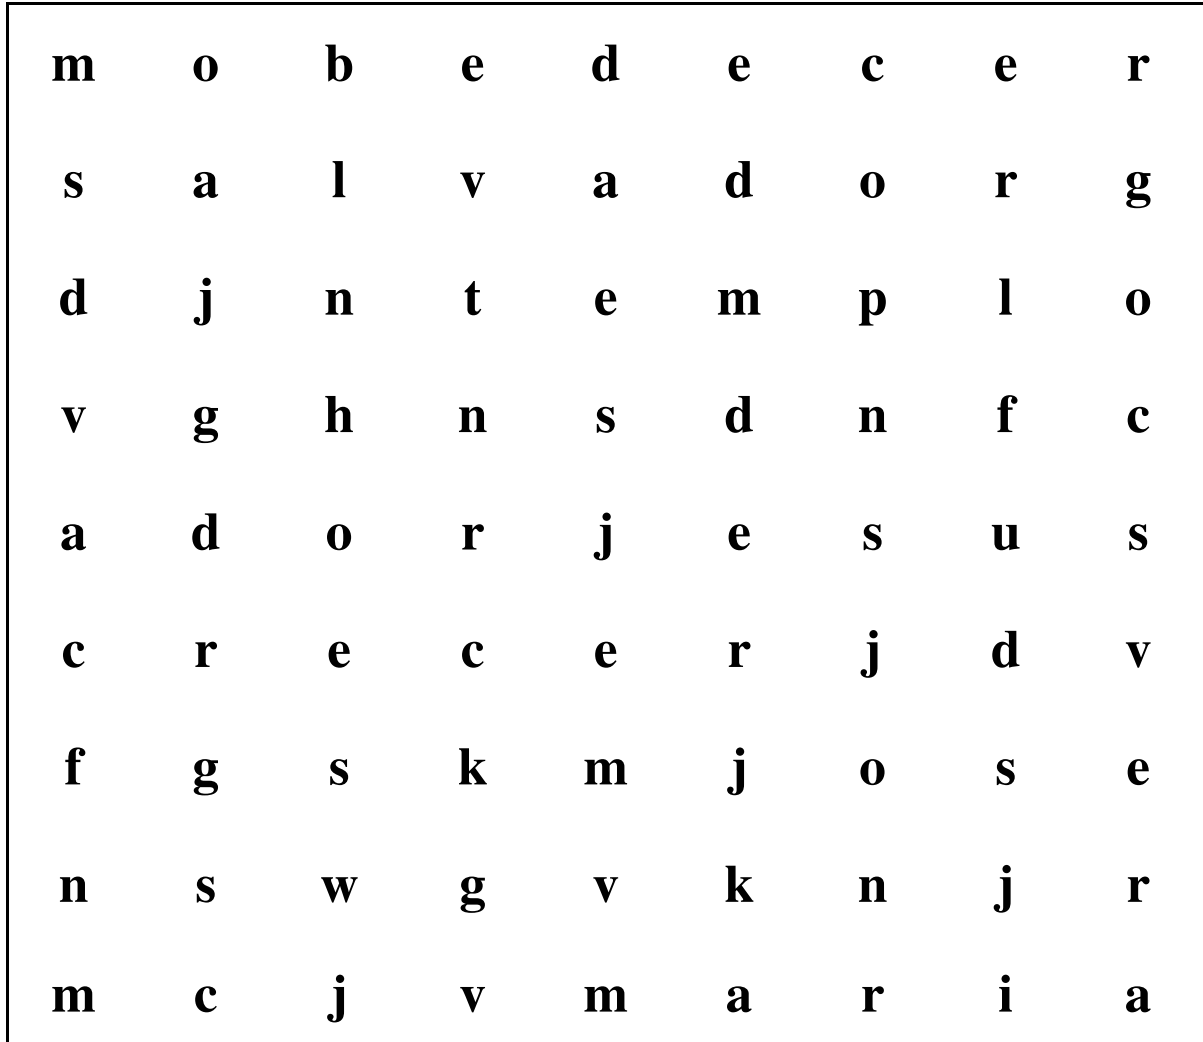 m o b e d e c e r
s a l v a d o r g
d j n t e m p l o
v g h n s d n f c
a d o r j e s u s
c r e c e r j d v
f g s k m j o s e
n s w g v k n j r
m c j v m a r i a